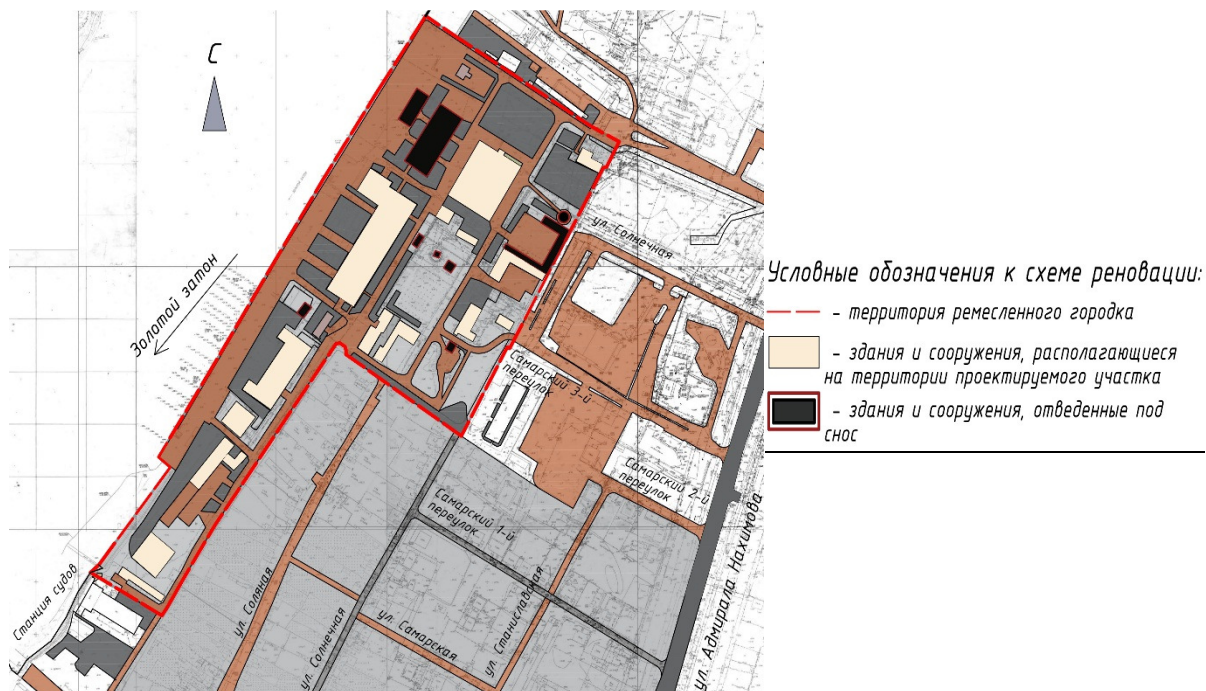 С
Золотой затон
ул. Солнечная
Самарский 3-й
переулок
Самарский 2-й
переулок
Самарский 1-й
переулок
ул. Адмирала Нахимова
Станция судов
ул. Соляная
ул. Солнечная
ул. Самарская
ул. Станиславская
Условные обозначения к схеме реновации:
- территория ремесленного городка
- здания и сооружения, располагающиеся
на территории проектируемого участка
- здания и сооружения, отведенные под
снос